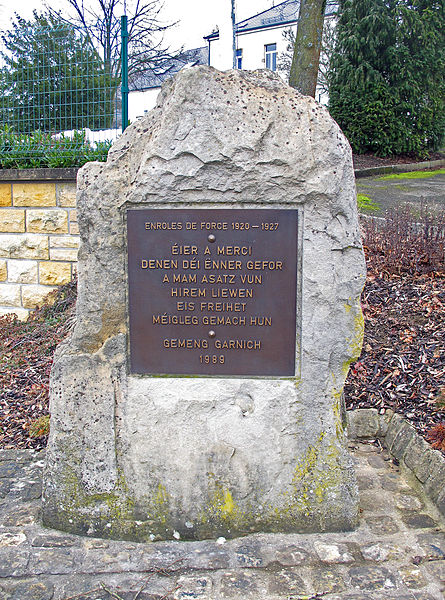 ENROLES DE FORCE 1920 — 1927
ÉIER A MERCI
DENEN DÉI ËNNER GEFOR
A MAM ASATZ VUN
HIREM LIEWEN
EIS FREIHET
MÉIGLEG GEMACH HUN
GEMENG GARNICH
1989